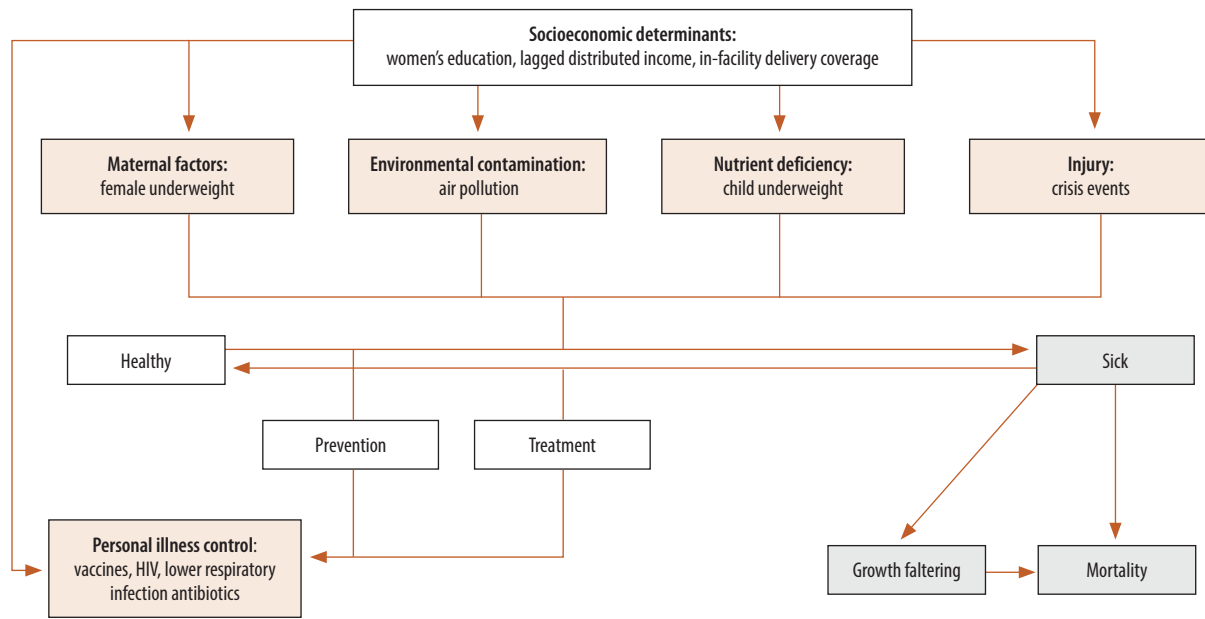 Socioeconomic determinants:
women’s education, lagged distributed income, in-facility delivery coverage
Maternal factors:
female underweight
Environmental contamination:
air pollution
Nutrient deficiency:
child underweight
Injury:
crisis events
Healthy
Sick
Prevention
Treatment
Personal illness control:
vaccines, HIV, lower respiratory
infection antibiotics
Growth faltering
Mortality